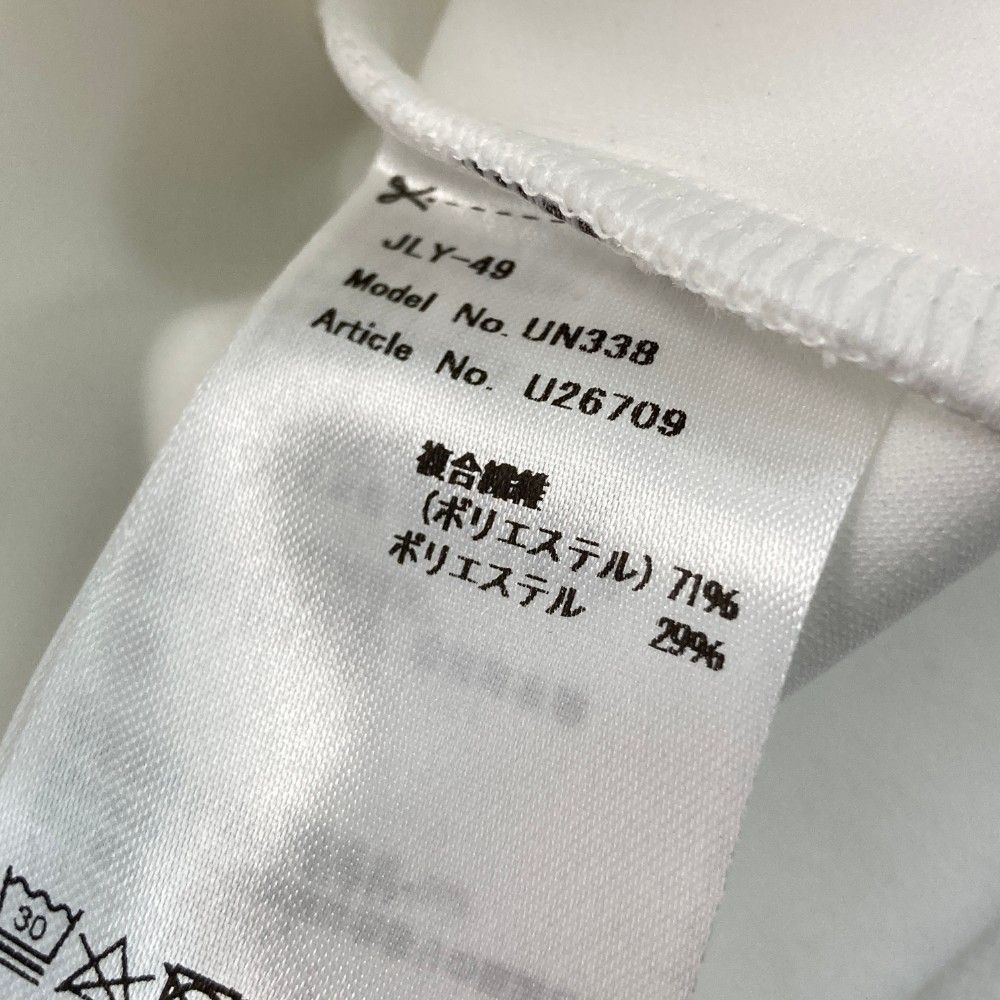 JLY-49
Model No. UN338
Article No. U26709
複合繊維
(ポリエステル) 71%
ポリエステル 29%
30